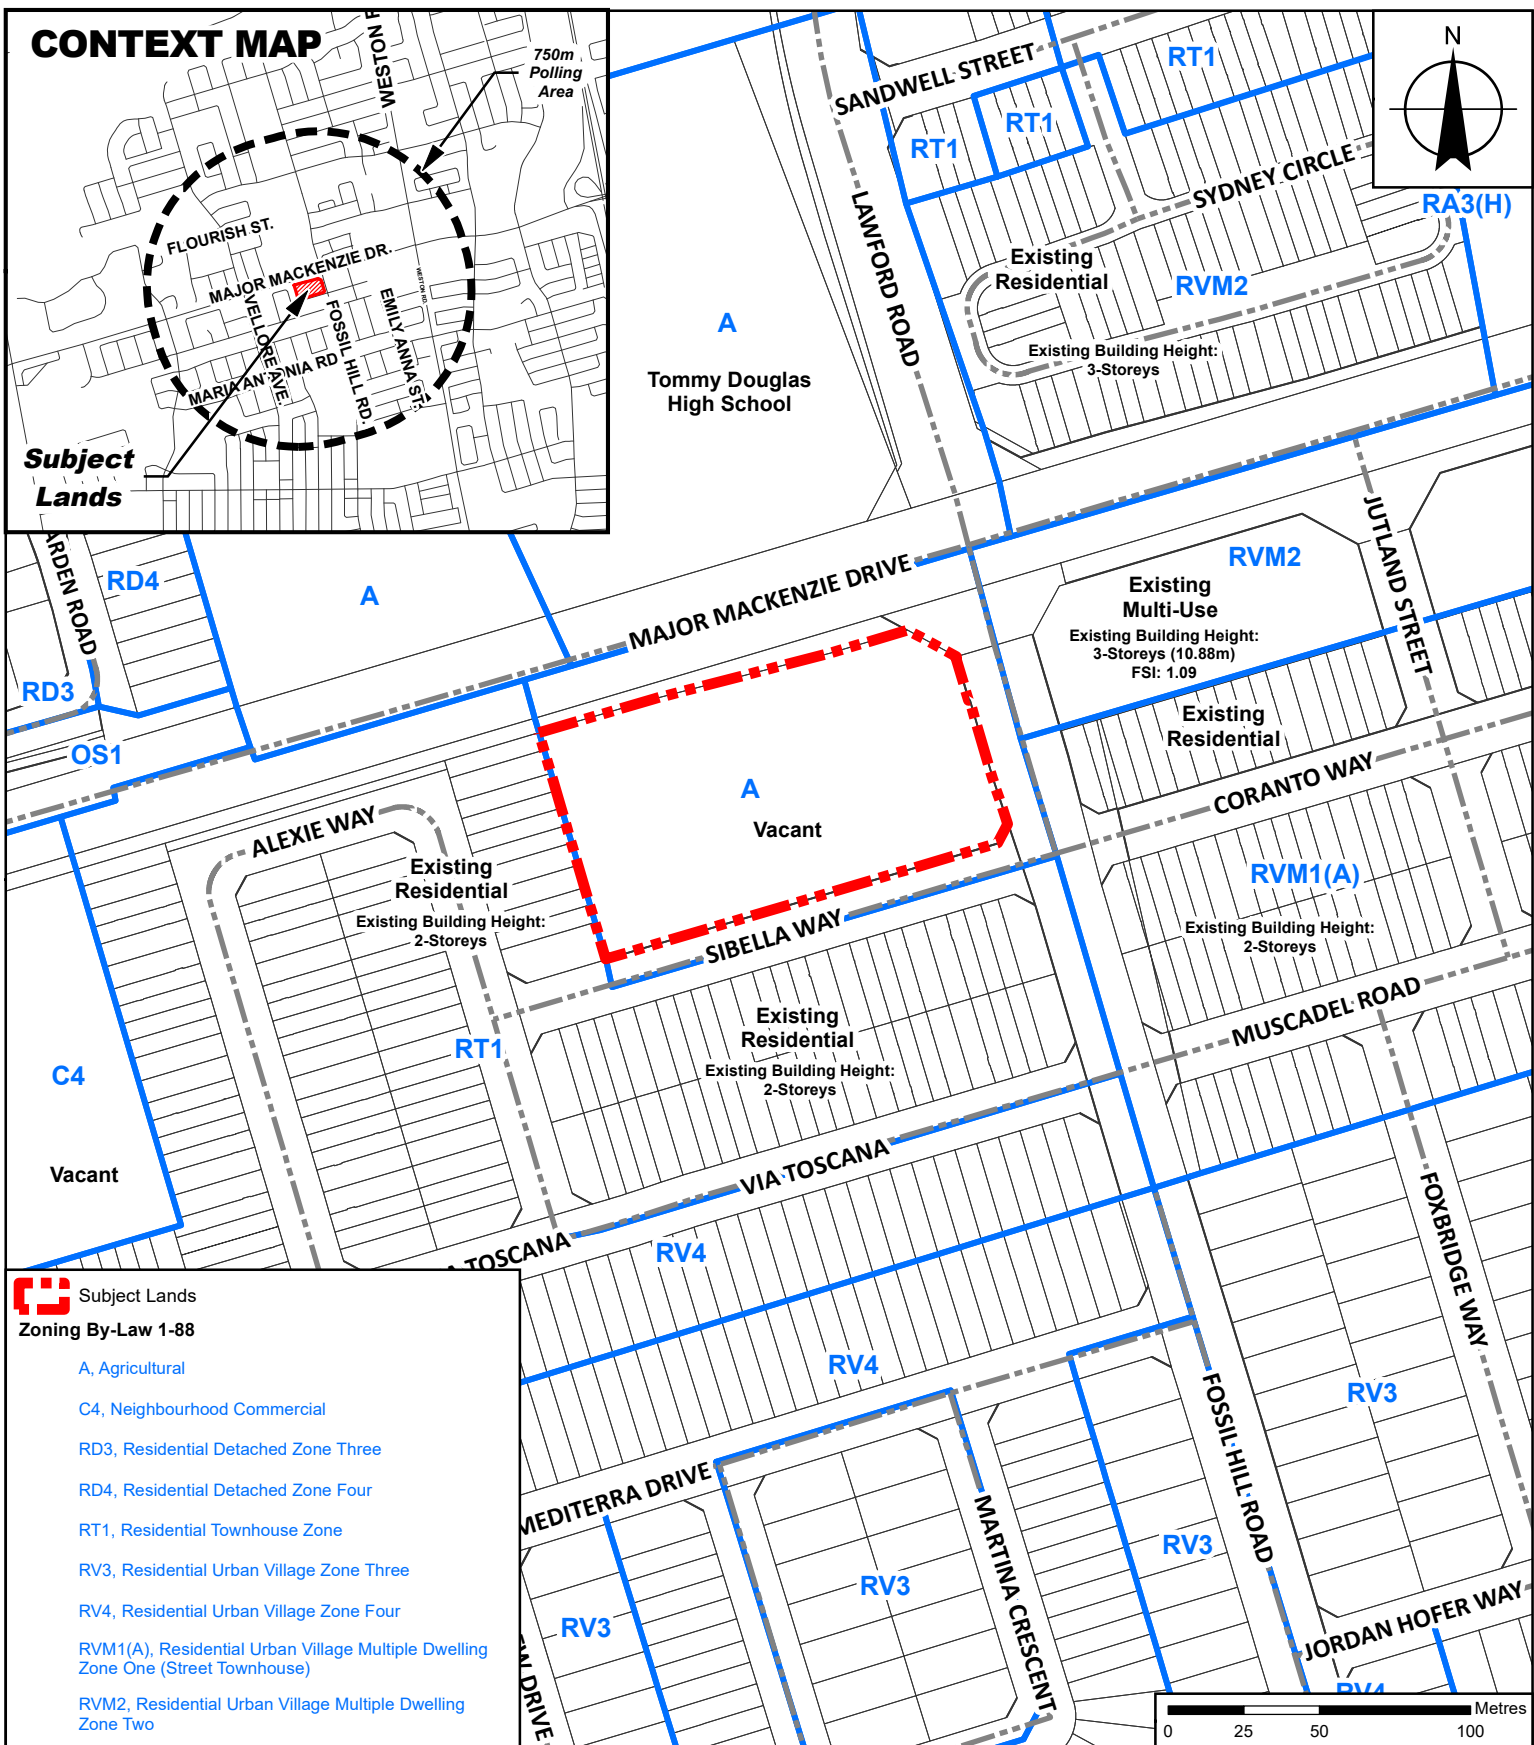 CONTEXT MAP
WESTON R
750m
Polling
Area
FLOURISH ST.
MAJOR MACKENZIE DR.
WESTON RD.
VELLORE AVE.
FOSSIL HILL RD.
EMILY ANNA ST.
MARIA ANTONIA RD
Subject
Lands
N
SANDWELL STREET
RT1
RT1
RT1
SYDNEY CIRCLE
RA3(H)
LAWFORD ROAD
Existing
Residential
RVM2
Existing Building Height:
3-Storeys
A
Tommy Douglas
High School
ARDEN ROAD
RD4
A
RD3
OS1
MAJOR MACKENZIE DRIVE
RVM2
Existing
Multi-Use
Existing Building Height:
3-Storeys (10.88m)
FSI: 1.09
JUTLAND STREET
Existing
Residential
CORANTO WAY
A
Vacant
ALEXIE WAY
Existing
Residential
Existing Building Height:
2-Storeys
SIBELLA WAY
RVM1(A)
Existing Building Height:
2-Storeys
MUSCADEL ROAD
Existing
Residential
Existing Building Height:
2-Storeys
RT1
C4
Vacant
VIA TOSCANA
A TOSCANA
RV4
FOXBRIDGE WAY
RV4
RV3
FOSSIL HILL ROAD
MEDITERRA DRIVE
MARTINA CRESCENT
RV3
RV3
RV3
EW DRIVE
JORDAN HOFER WAY
RV4
Subject Lands
Zoning By-Law 1-88
A, Agricultural
C4, Neighbourhood Commercial
RD3, Residential Detached Zone Three
RD4, Residential Detached Zone Four
RT1, Residential Townhouse Zone
RV3, Residential Urban Village Zone Three
RV4, Residential Urban Village Zone Four
RVM1(A), Residential Urban Village Multiple Dwelling
Zone One (Street Townhouse)
RVM2, Residential Urban Village Multiple Dwelling
Zone Two
Metres
0 25 50 100